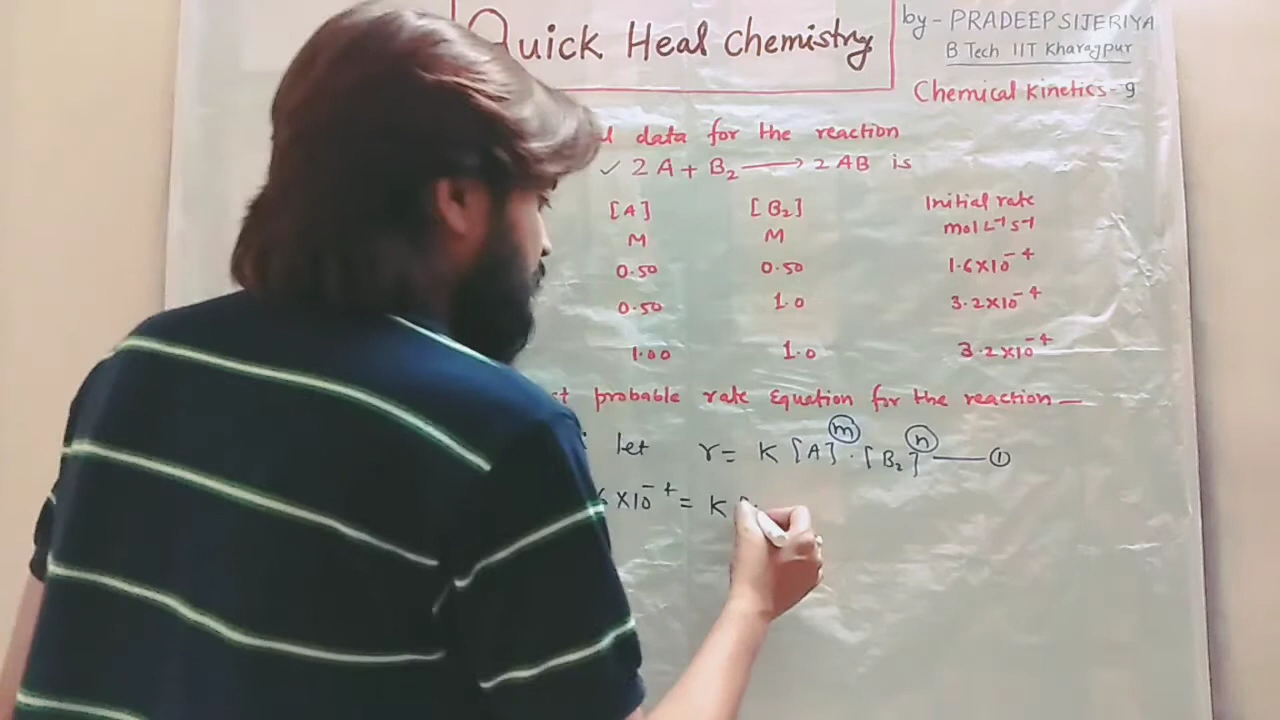 Quick Heal Chemistry
by - PRADEEP SIJERIYA
B Tech IIT Kharagpur
Chemical Kinetics-9
data for the reaction
✓ 2A + B₂ ⟶ 2AB is
[A] [B₂] Initial rate
M M mol L⁻¹ s⁻¹
0.50 0.50 1.6×10⁻⁴
0.50 1.0 3.2×10⁻⁴
1.00 1.0 3.2×10⁻⁴
probable rate Equation for the reaction —
let r = K [A]ᵐ · [B₂]ⁿ —— ①
6 ×10⁻⁴ = K